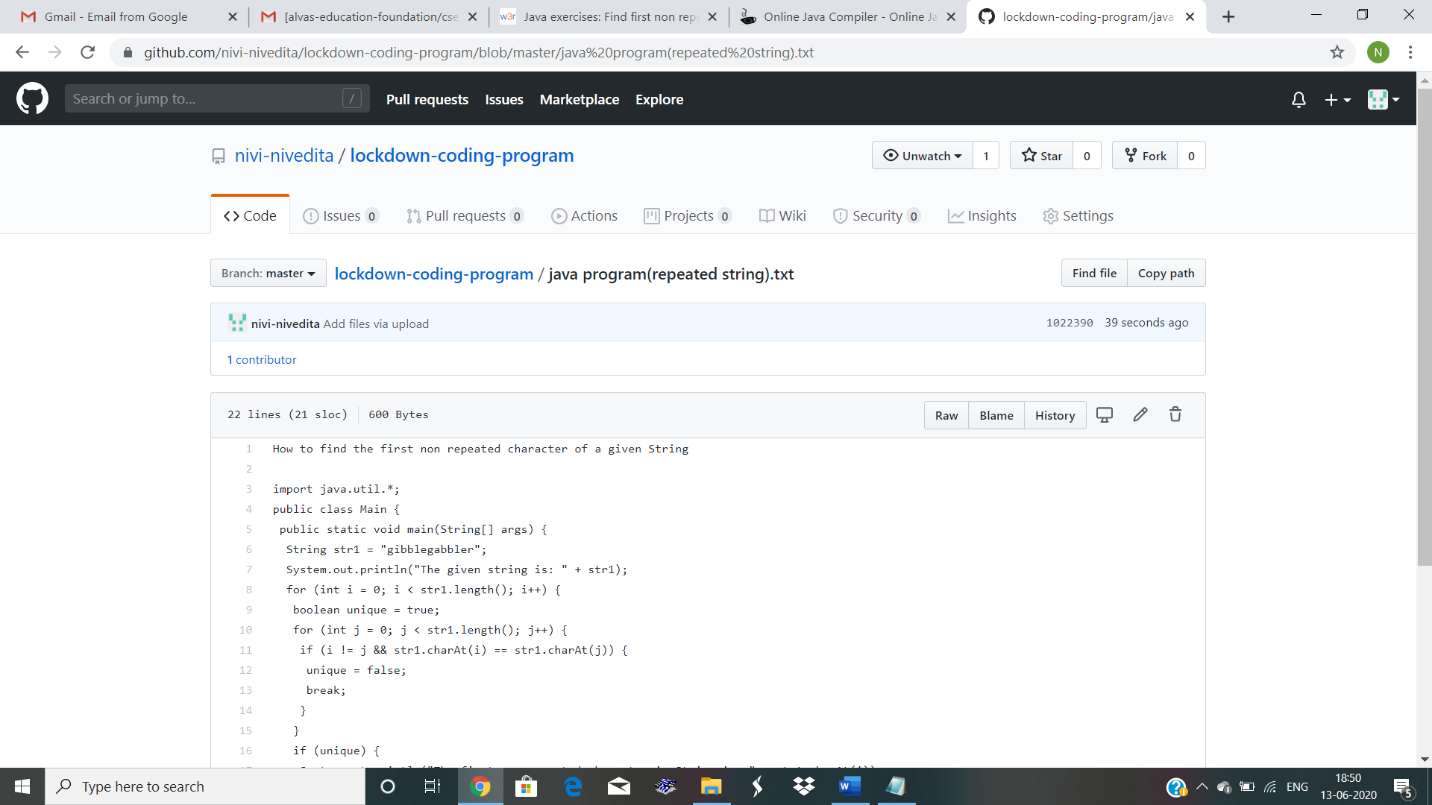 Gmail - Email from Google
[alvas-education-foundation/cse
w3r Java exercises: Find first non rep
Online Java Compiler - Online Ja
lockdown-coding-program/java
github.com/nivi-nivedita/lockdown-coding-program/blob/master/java%20program(repeated%20string).txt
N
Search or jump to...
/
Pull requests
Issues
Marketplace
Explore
nivi-nivedita / lockdown-coding-program
Unwatch 1
Star 0
Fork 0
Code
Issues 0
Pull requests 0
Actions
Projects 0
Wiki
Security 0
Insights
Settings
Branch: master
lockdown-coding-program / java program(repeated string).txt
Find file
Copy path
nivi-nivedita Add files via upload
1022390 39 seconds ago
1 contributor
22 lines (21 sloc) 600 Bytes
Raw
Blame
History
1 How to find the first non repeated character of a given String
2
3 import java.util.*;
4 public class Main {
5 public static void main(String[] args) {
6 String str1 = "gibblegabbler";
7 System.out.println("The given string is: " + str1);
8 for (int i = 0; i < str1.length(); i++) {
9 boolean unique = true;
10 for (int j = 0; j < str1.length(); j++) {
11 if (i != j && str1.charAt(i) == str1.charAt(j)) {
12 unique = false;
13 break;
14 }
15 }
16 if (unique) {
Type here to search
ENG
18:50
13-06-2020
5